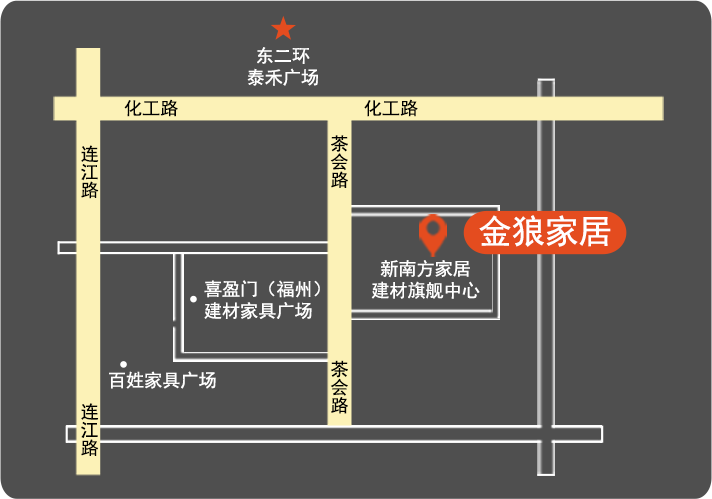 东二环
泰禾广场
化工路
化工路
连江路
茶会路
金狼家居
新南方家居
建材旗舰中心
喜盈门（福州）
建材家具广场
百姓家具广场
茶会路
连江路